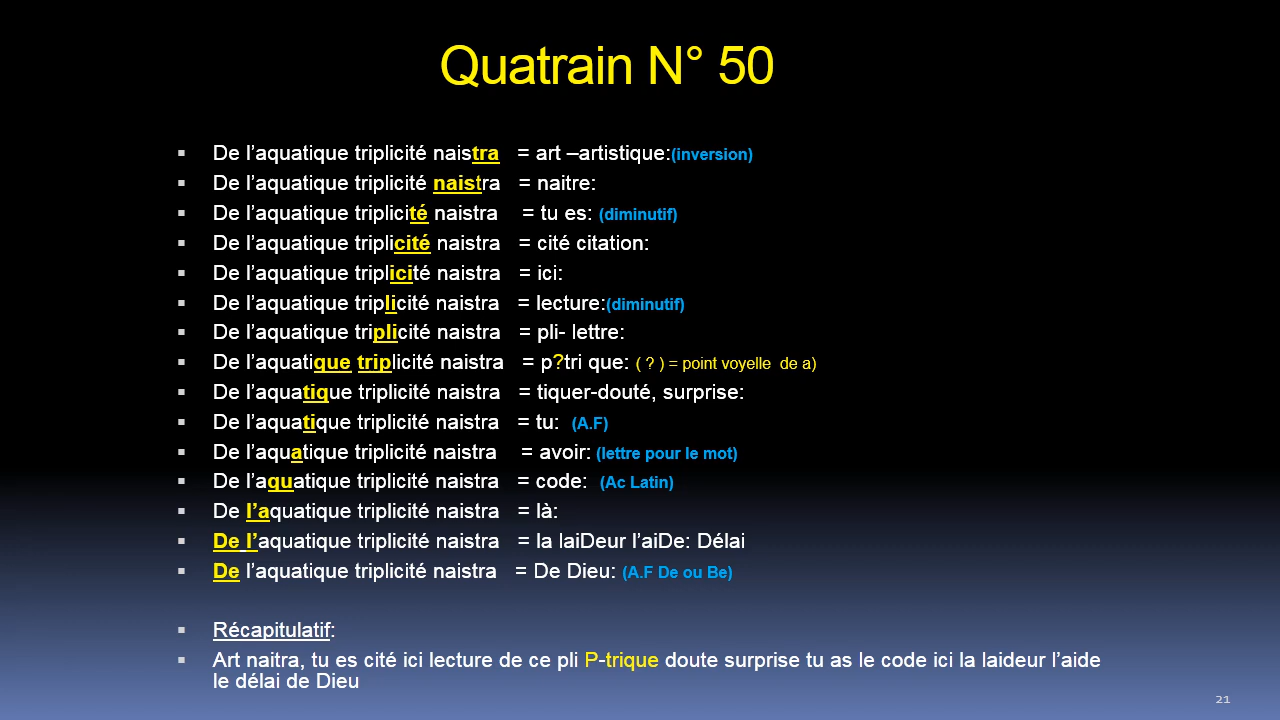 Quatrain N° 50
▪ De l’aquatique triplicité naistra = art –artistique:(inversion)
▪ De l’aquatique triplicité naistra = naitre:
▪ De l’aquatique triplicité naistra = tu es: (diminutif)
▪ De l’aquatique triplicité naistra = cité citation:
▪ De l’aquatique triplicité naistra = ici:
▪ De l’aquatique triplicité naistra = lecture:(diminutif)
▪ De l’aquatique triplicité naistra = pli- lettre:
▪ De l’aquatique triplicité naistra = p?tri que: ( ? ) = point voyelle de a)
▪ De l’aquatique triplicité naistra = tiquer-douté, surprise:
▪ De l’aquatique triplicité naistra = tu: (A.F)
▪ De l’aquatique triplicité naistra = avoir: (lettre pour le mot)
▪ De l’aquatique triplicité naistra = code: (Ac Latin)
▪ De l’aquatique triplicité naistra = là:
▪ De l’aquatique triplicité naistra = la laiDeur l’aiDe: Délai
▪ De l’aquatique triplicité naistra = De Dieu: (A.F De ou Be)
▪ Récapitulatif:
▪ Art naitra, tu es cité ici lecture de ce pli P-trique doute surprise tu as le code ici la laideur l’aide
le délai de Dieu
21